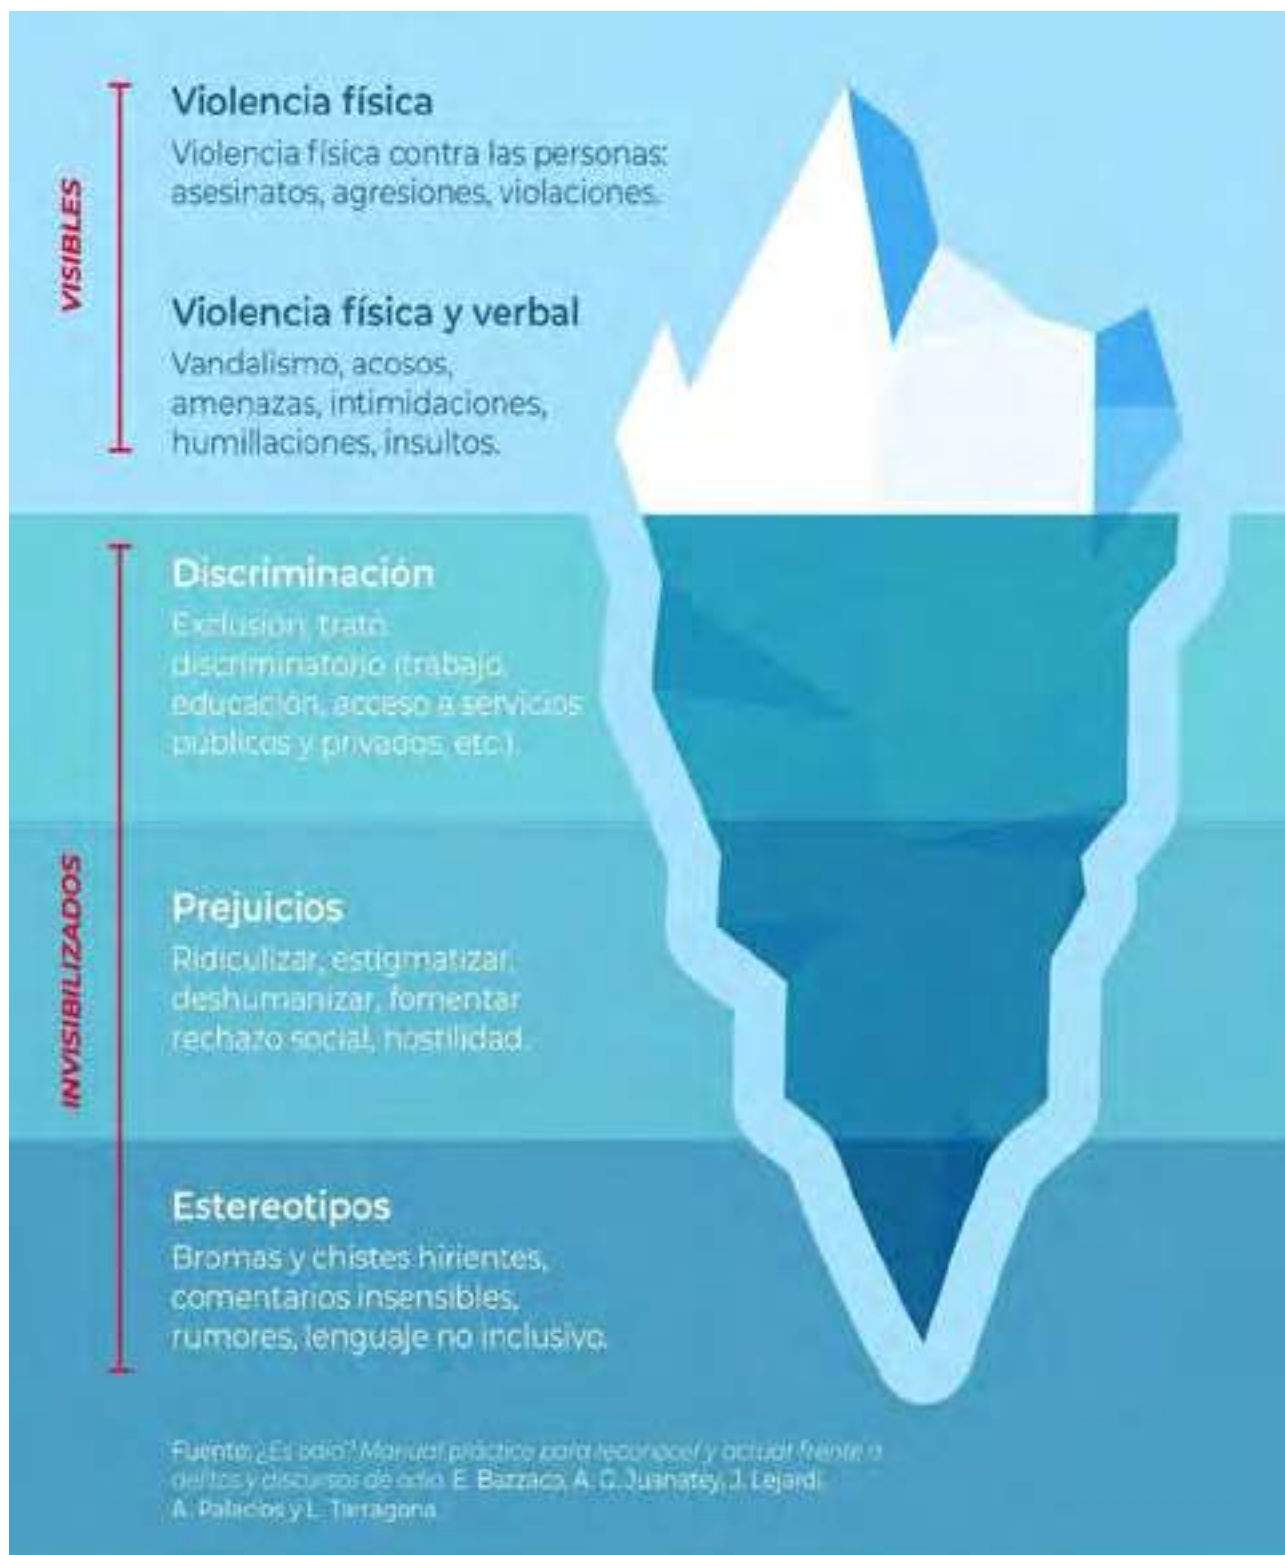 VISIBLES
Violencia física
Violencia física contra las personas:
asesinatos, agresiones, violaciones.
Violencia física y verbal
Vandalismo, acosos,
amenazas, intimidaciones,
humillaciones, insultos.
INVISIBILIZADOS
Discriminación
Exclusión, trato
discriminatorio (trabajo,
educación, acceso a servicios
públicos y privados, etc.).
Prejuicios
Ridiculizar, estigmatizar,
deshumanizar, fomentar
rechazo social, hostilidad.
Estereotipos
Bromas y chistes hirientes,
comentarios insensibles,
rumores, lenguaje no inclusivo.
Fuente: ¿Es odio? Manual práctico para reconocer y actuar frente a
delitos y discursos de odio. E. Bazzaco, A. G. Juanatey, J. Lejardi,
A. Palacios y L. Tarragona.